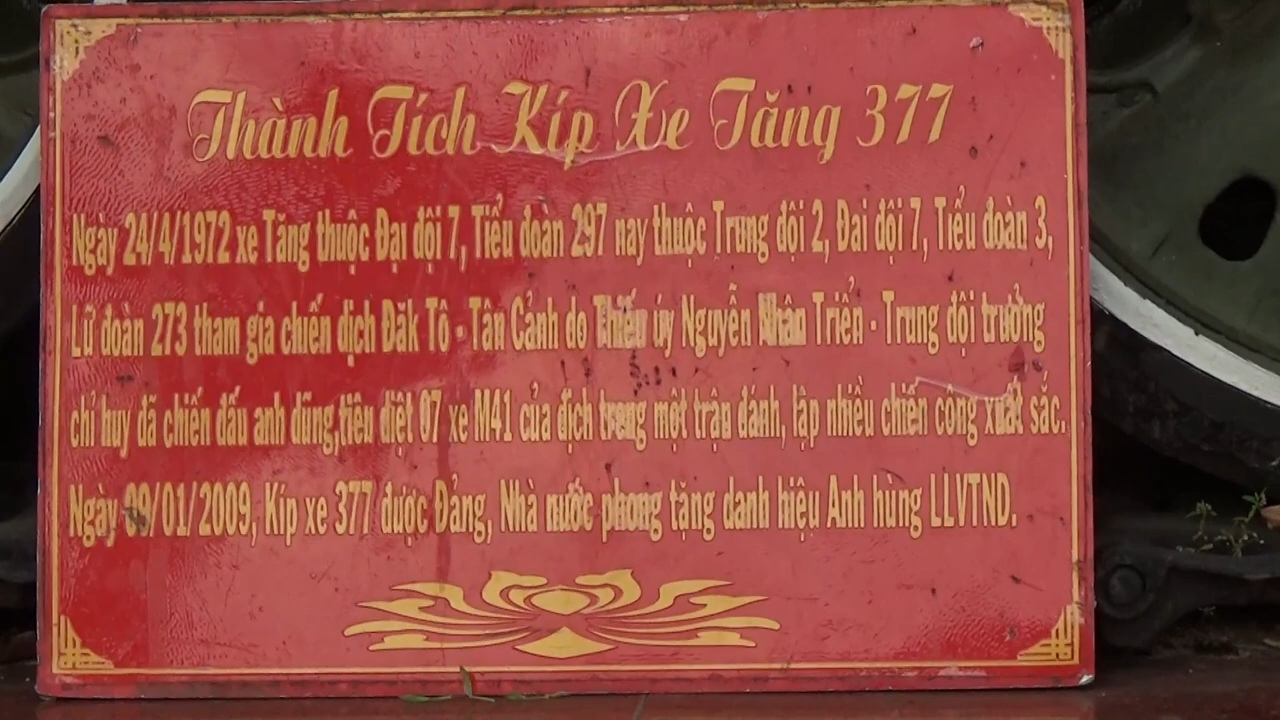 Thành Tích Kíp Xe Tăng 377
Ngày 24/4/1972 xe Tăng thuộc Đại đội 7, Tiểu đoàn 297 nay thuộc Trung đội 2, Đai đội 7, Tiểu đoàn 3,
Lữ đoàn 273 tham gia chiến dịch Đăk Tô - Tân Cảnh do Thiếu úy Nguyễn Nhân Triển - Trung đội trưởng
chỉ huy đã chiến đấu anh dũng,tiêu diệt 07 xe M41 của địch trong một trận đánh, lập nhiều chiến công xuất sắc.
Ngày 09/01/2009, Kíp xe 377 được Đảng, Nhà nước phong tặng danh hiệu Anh hùng LLVTND.